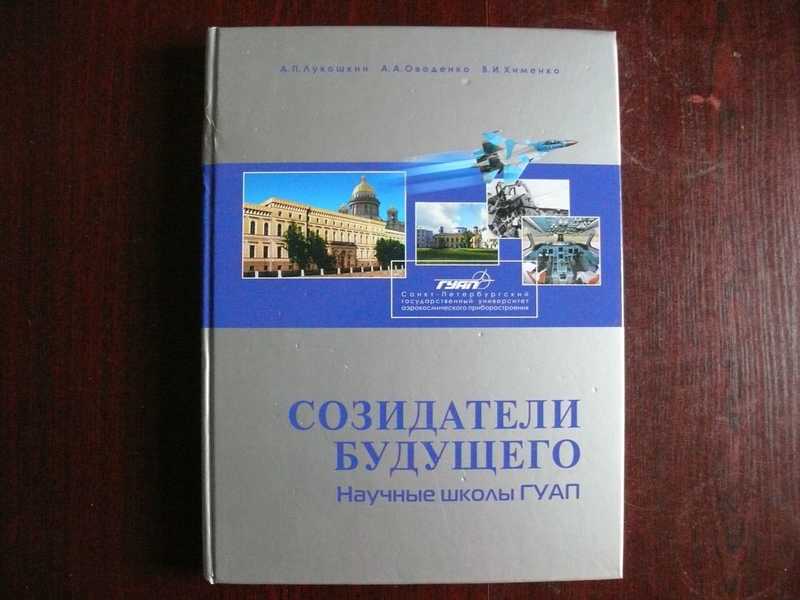 А.П.Лукошкин А.А.Оводенко В.И.Хименко
ГУАП
Санкт-Петербургский
государственный университет
аэрокосмического приборостроения
СОЗИДАТЕЛИ
БУДУЩЕГО
Научные школы ГУАП